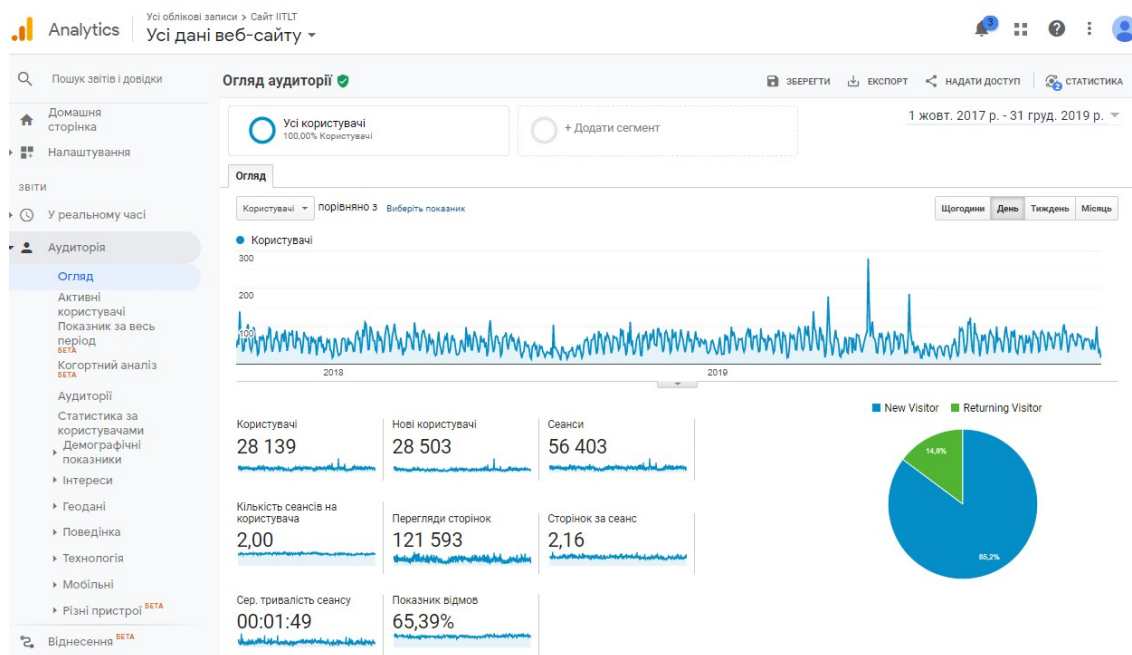 Analytics
Усі облікові записи > Сайт IITLT
Усі дані веб-сайту
3
Пошук звітів і довідки
Домашня
сторінка
Налаштування
ЗВІТИ
У реальному часі
Аудиторія
Огляд
Активні
користувачі
Показник за весь
період
БЕТА
Когортний аналіз
БЕТА
Аудиторії
Статистика за
користувачами
Демографічні
показники
Інтереси
Геодані
Поведінка
Технологія
Мобільні
Різні пристрої БЕТА
Віднесення БЕТА
Огляд аудиторії
ЗБЕРЕГТИ
ЕКСПОРТ
НАДАТИ ДОСТУП
2
СТАТИСТИКА
Усі користувачі
100,00% Користувачі
+ Додати сегмент
1 жовт. 2017 р. - 31 груд. 2019 р.
Огляд
Користувачі порівняно з Виберіть показник
Щогодини День Тиждень Місяць
Користувачі
300
200
100
2018 2019
New Visitor Returning Visitor
14,8%
85,2%
Користувачі
28 139
Нові користувачі
28 503
Сеанси
56 403
Кількість сеансів на
користувача
2,00
Перегляди сторінок
121 593
Сторінок за сеанс
2,16
Сер. тривалість сеансу
00:01:49
Показник відмов
65,39%